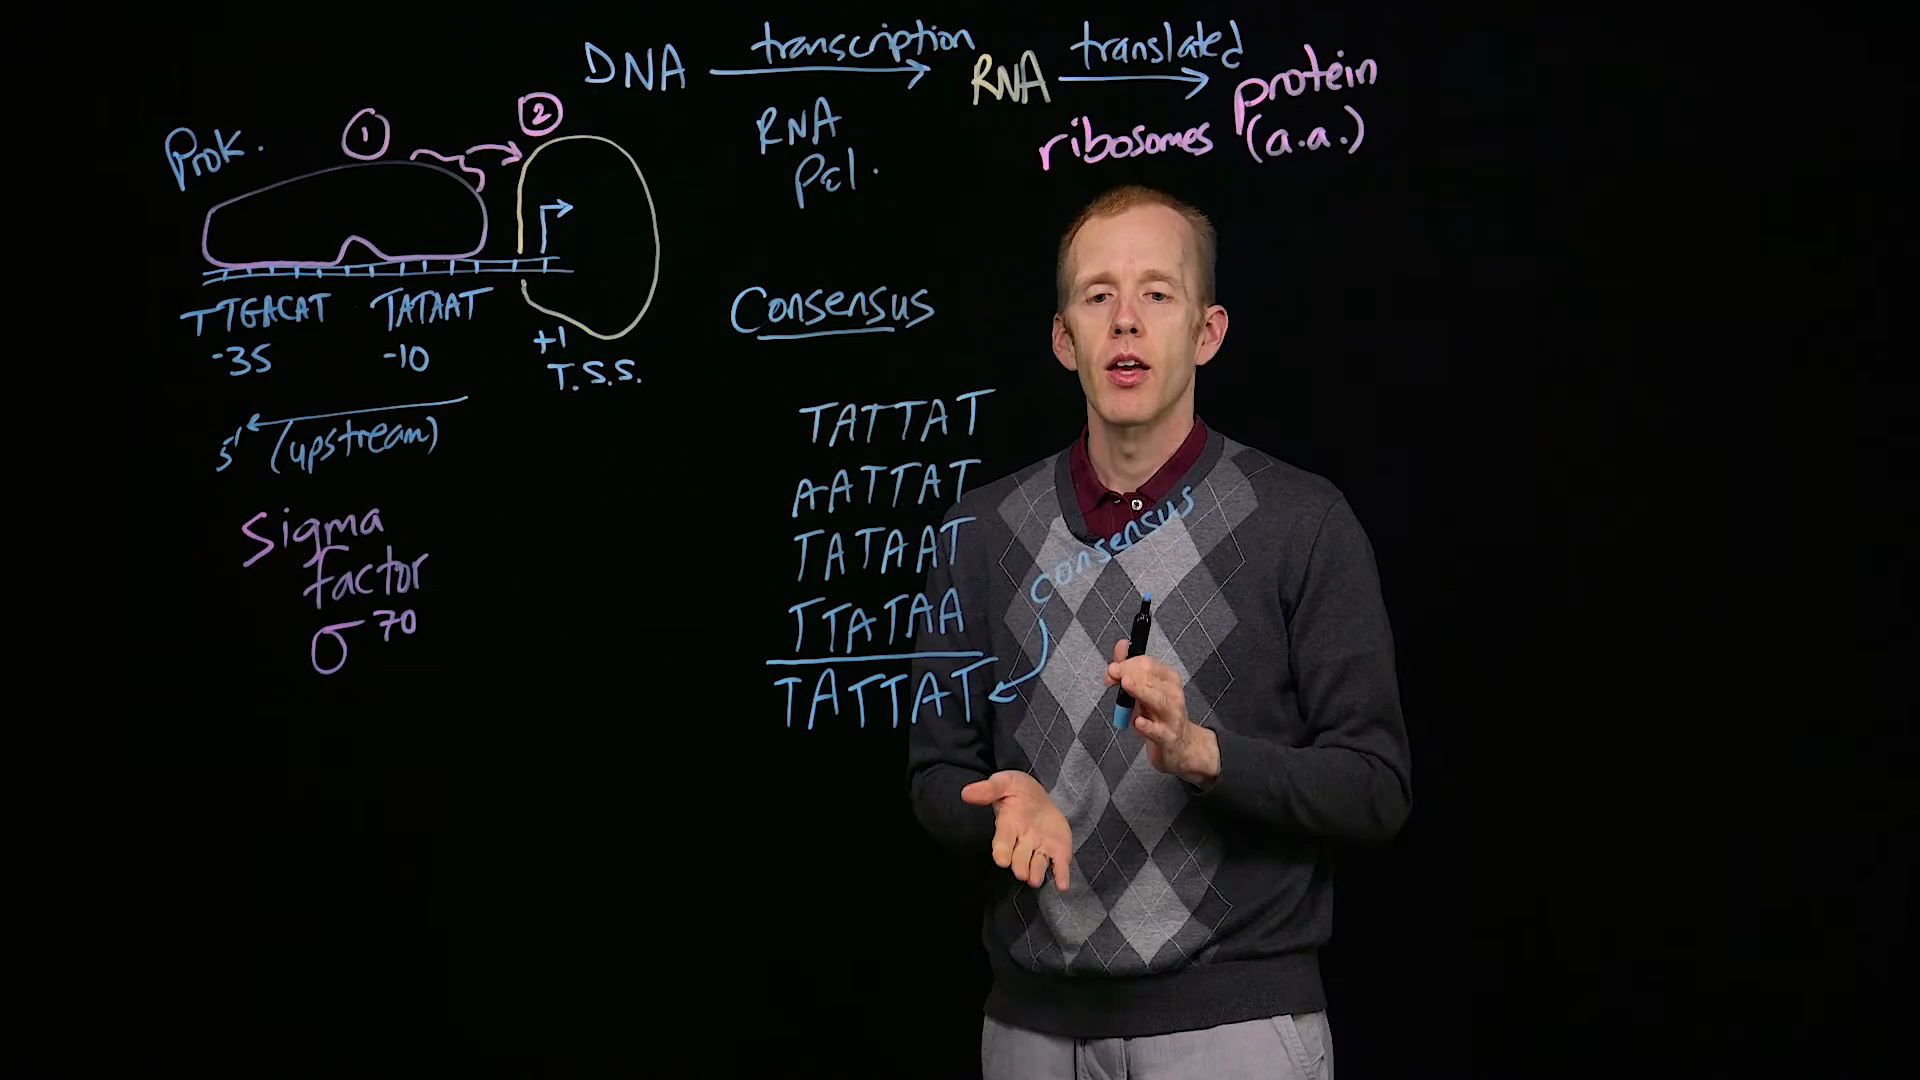 DNA transcription RNA translated protein
RNA Pol. ribosomes (a.a.)
Prok. 1 2
TTGACAT TATAAT
-35 -10 +1
T.S.S.
5' (upstream)
Sigma
factor
σ70
Consensus
TATTAT
AATTAT
TATAAT
TTATAA
TATTAT
consensus